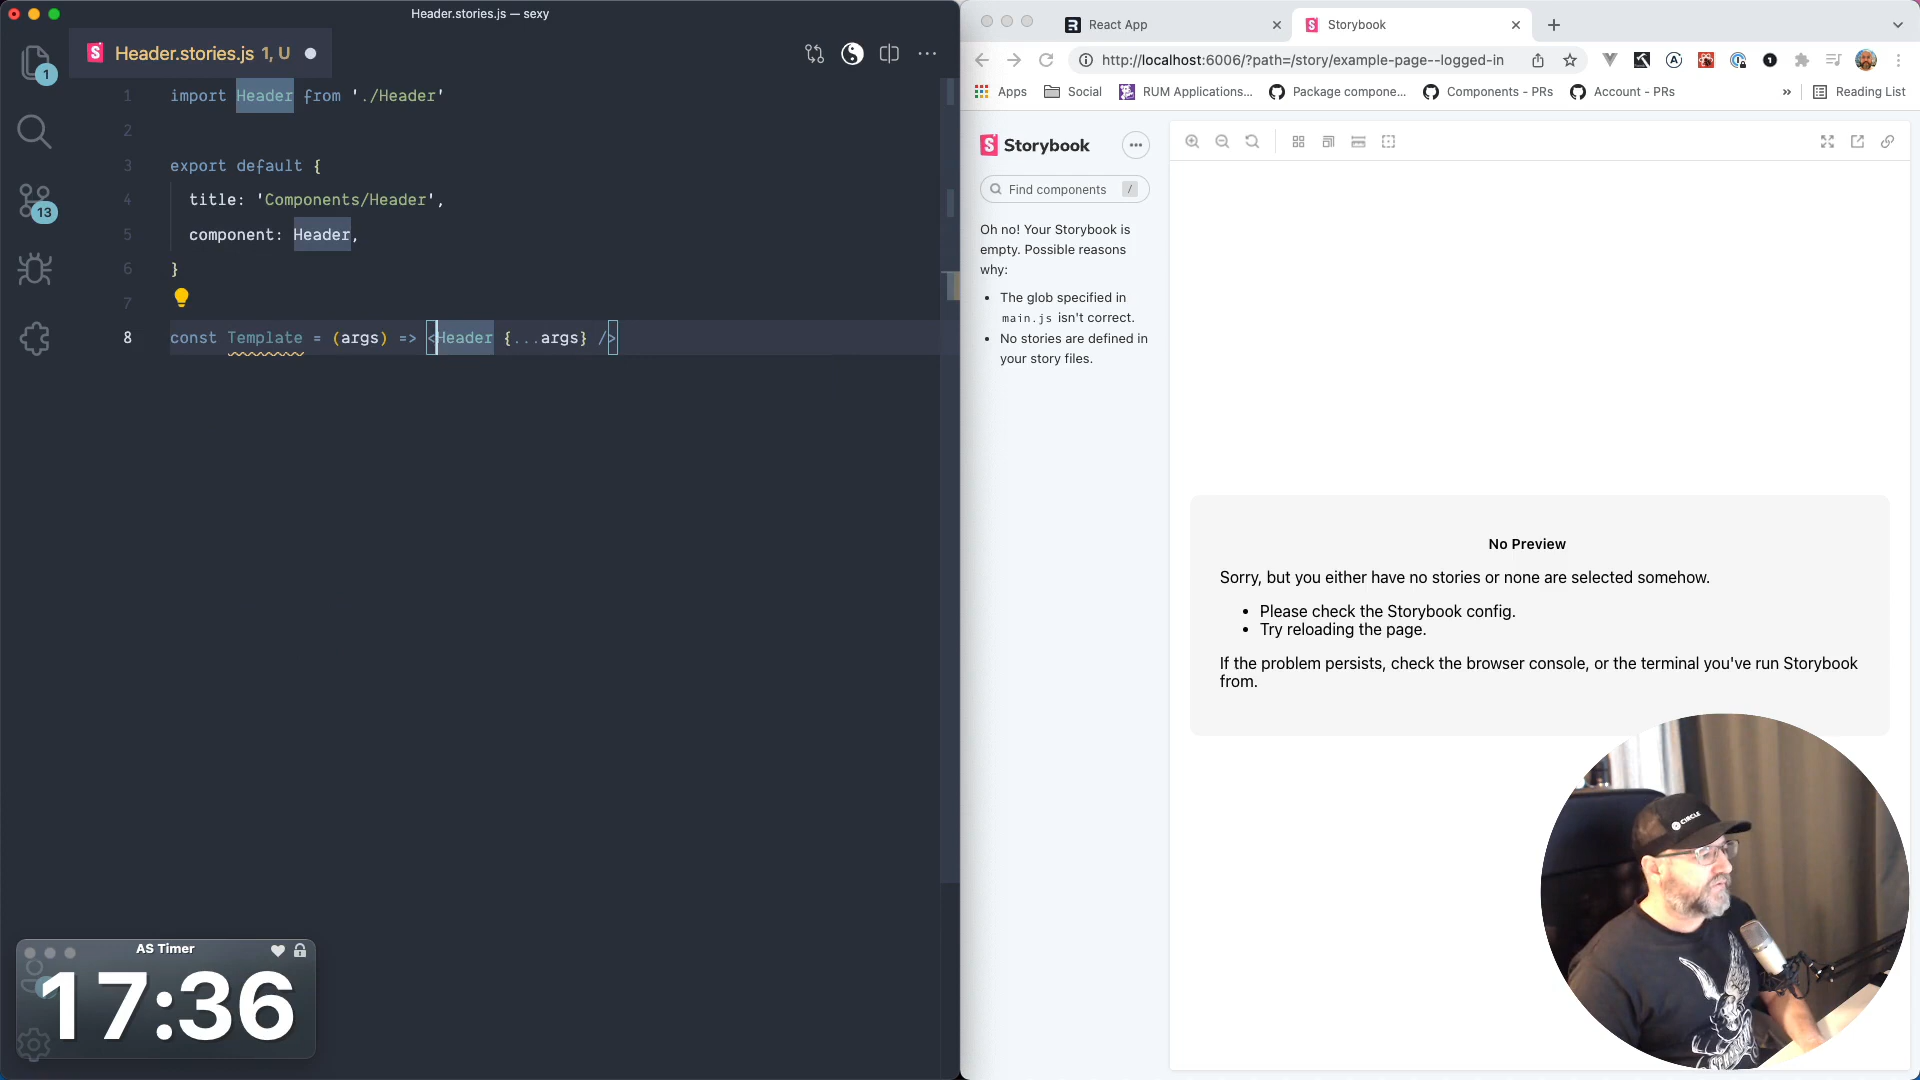 Header.stories.js — sexy
Header.stories.js 1, U
1
13
1 import Header from './Header'
2
3 export default {
4 title: 'Components/Header',
5 component: Header,
6 }
7
8 const Template = (args) => <Header {...args} />
AS Timer
17:36
React App
Storybook
http://localhost:6006/?path=/story/example-page--logged-in
Apps
Social
RUM Applications...
Package compone...
Components - PRs
Account - PRs
»
Reading List
Storybook
Find components /
Oh no! Your Storybook is
empty. Possible reasons
why:
• The glob specified in
main.js isn't correct.
• No stories are defined in
your story files.
No Preview
Sorry, but you either have no stories or none are selected somehow.
• Please check the Storybook config.
• Try reloading the page.
If the problem persists, check the browser console, or the terminal you've run Storybook
from.
CIRCLE